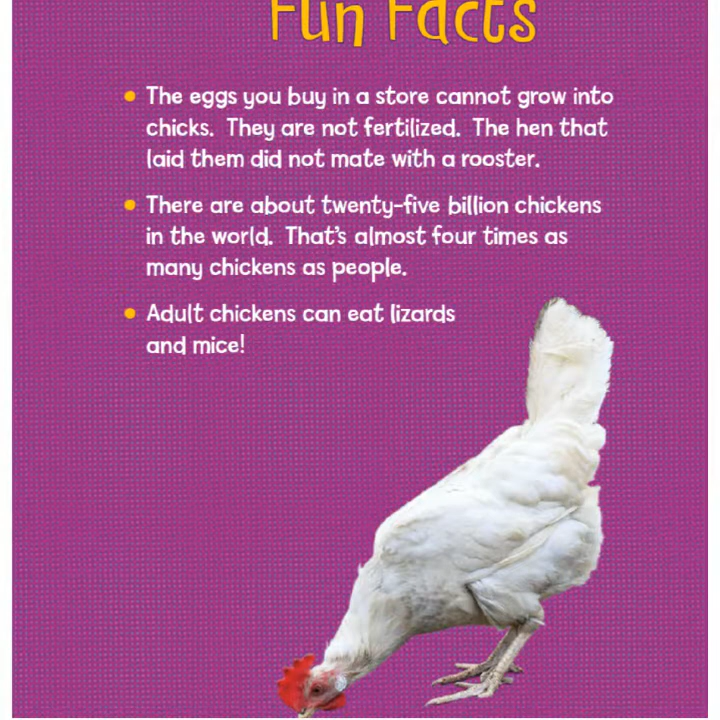 Fun Facts
• The eggs you buy in a store cannot grow into
chicks. They are not fertilized. The hen that
laid them did not mate with a rooster.
• There are about twenty-five billion chickens
in the world. That's almost four times as
many chickens as people.
• Adult chickens can eat lizards
and mice!